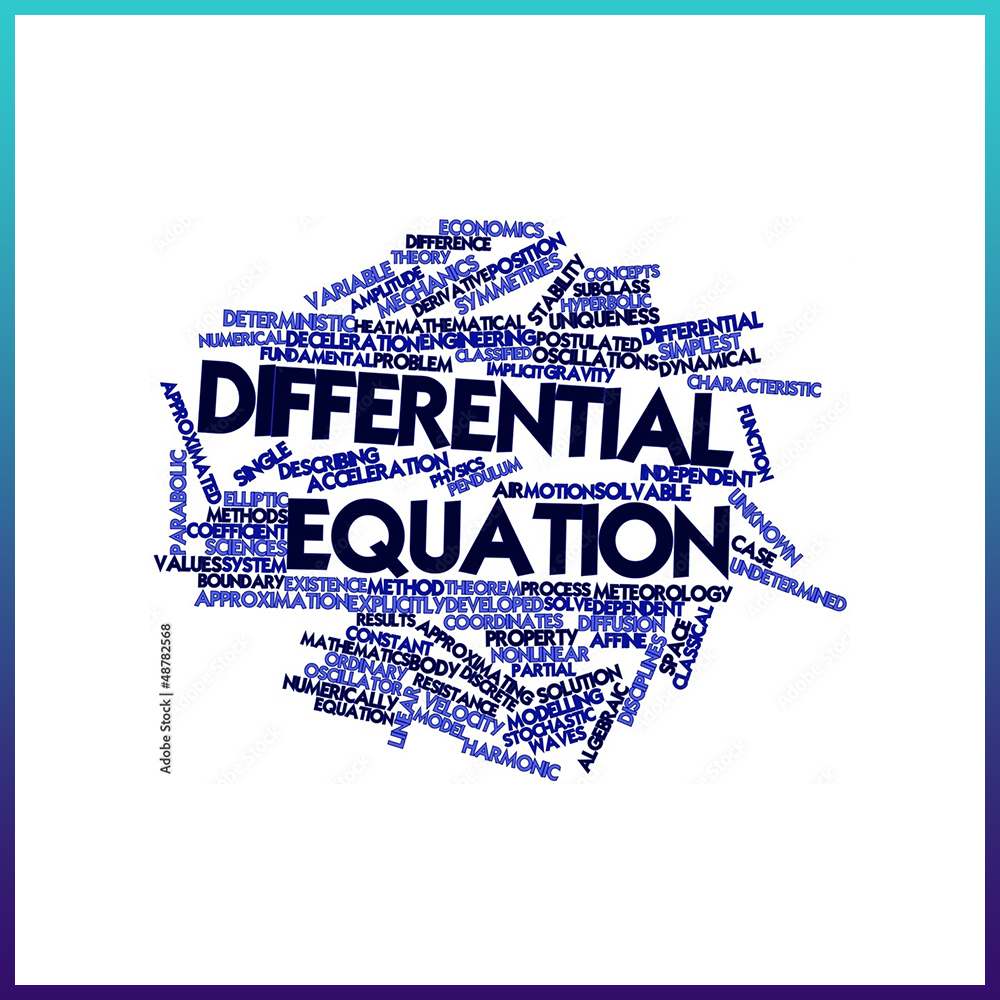 ECONOMICS
DIFFERENCE
THEORY
VARIABLE
AMPLITUDE
MECHANICS
DERIVATIVE
POSITION
SYMMETRIES
STABILITY
CONCEPTS
SUBCLASS
HYPERBOLIC
UNIQUENESS
DETERMINISTIC HEAT MATHEMATICAL
NUMERICAL DECELERATION ENGINEERING POSTULATED
DIFFERENTIAL
SIMPLEST
FUNDAMENTAL PROBLEM CLASSIFIED OSCILLATIONS DYNAMICAL
IMPLICIT GRAVITY
CHARACTERISTIC
DIFFERENTIAL
APPROXIMATED
FUNCTION
SINGLE
DESCRIBING
ACCELERATION
PHYSICS
PENDULUM
INDEPENDENT
AIR MOTION SOLVABLE
PARABOLIC
ELLIPTIC
METHODS
COEFFICIENT
SCIENCES
VALUES SYSTEM
EQUATION
UNKNOWN
CASE
UNDETERMINED
BOUNDARY EXISTENCE METHOD THEOREM PROCESS METEOROLOGY
APPROXIMATION EXPLICITLY DEVELOPED SOLVE DEPENDENT
RESULTS
COORDINATES
DIFFUSION
APPROXIMATING
CONSTANT
PROPERTY
AFFINE
SPACE
CLASSICAL
MATHEMATICS
BODY
DISCRETE
NONLINEAR
PARTIAL
DISCIPLINES
ORDINARY
OSCILLATOR
RESISTANCE
SOLUTION
NUMERICALLY
EQUATION
LINEAR
VELOCITY
MODEL
MODELLING
STOCHASTIC
WAVES
ALGEBRAIC
HARMONIC
Adobe Stock | #48782568